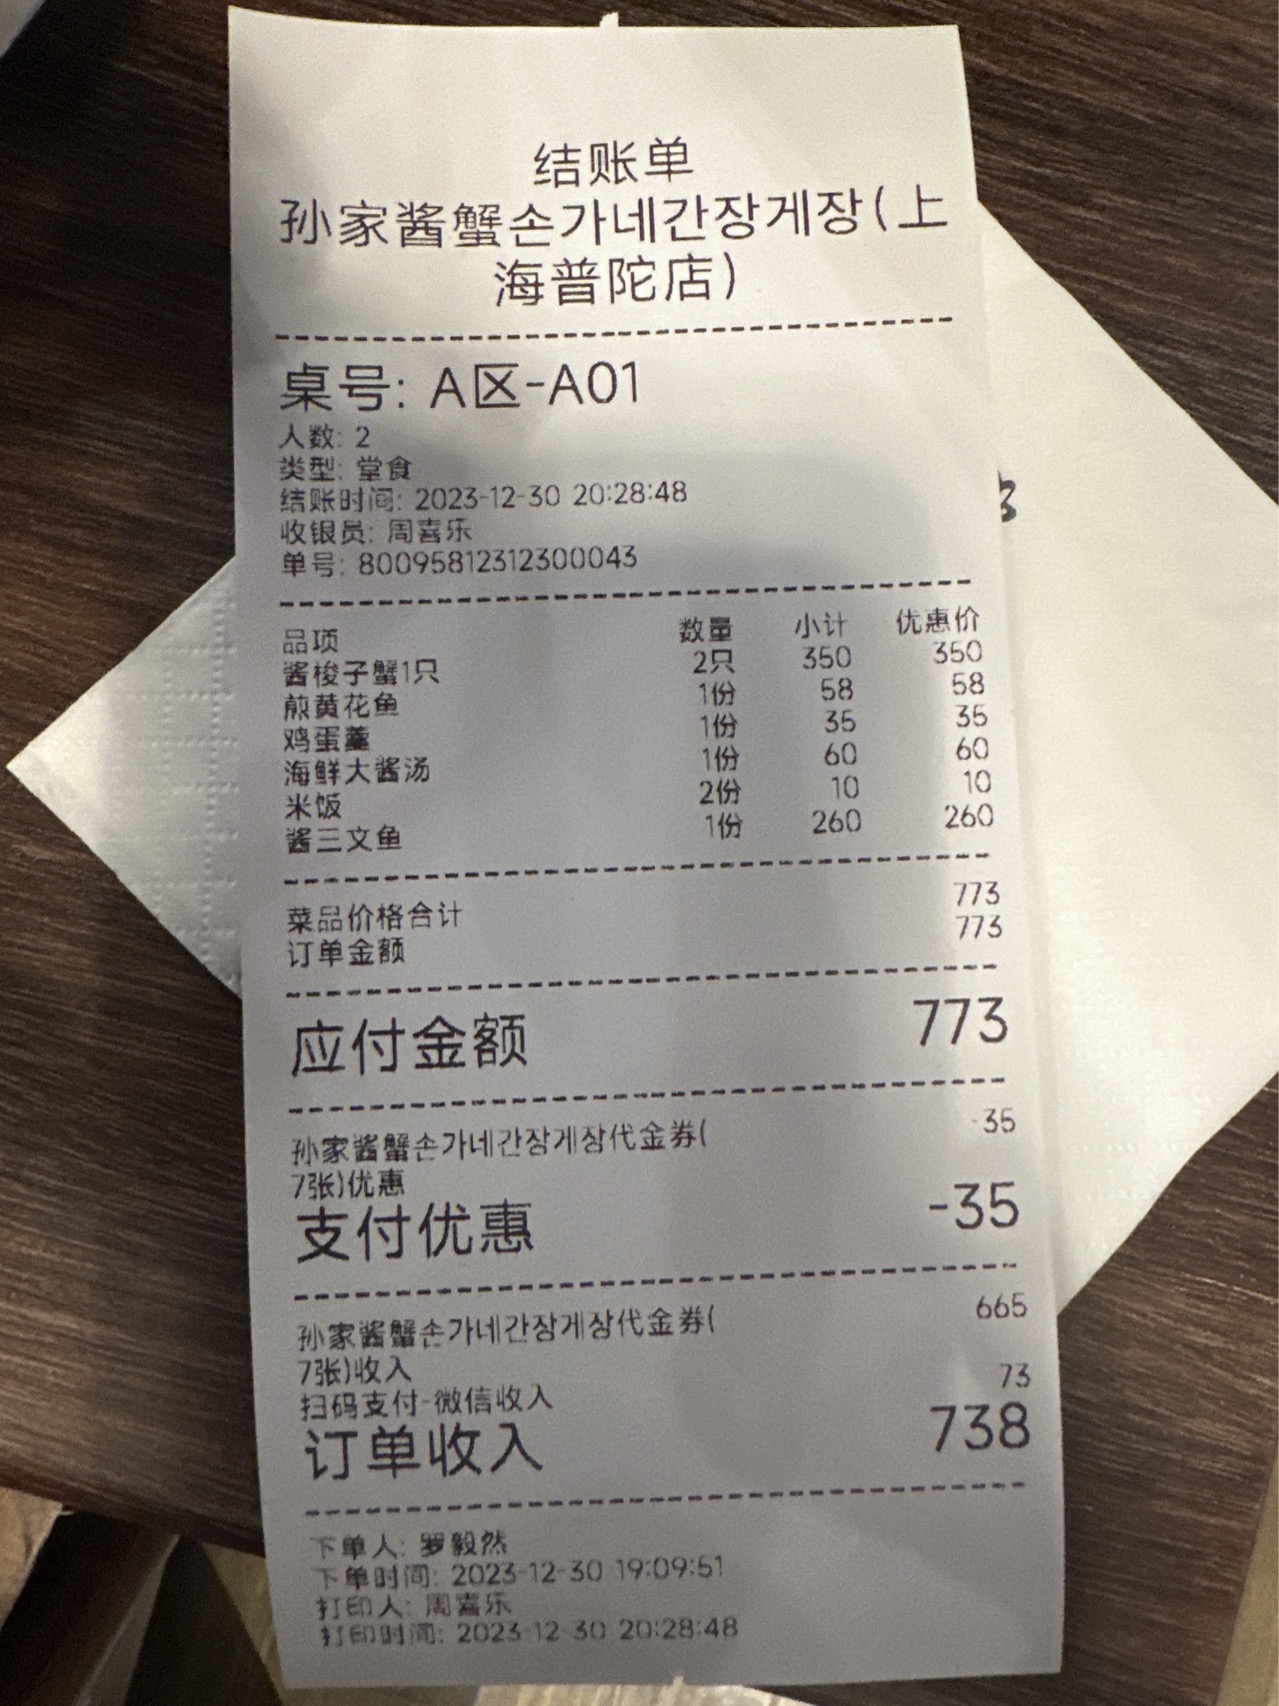 结账单
孙家酱蟹손가네간장게장(上
海普陀店)
桌号: A区-A01
人数: 2
类型: 堂食
结账时间: 2023-12-30 20:28:48
收银员: 周喜乐
单号: 80095812312300043
品项 数量 小计 优惠价
酱梭子蟹1只 2只 350 350
煎黄花鱼 1份 58 58
鸡蛋羹 1份 35 35
海鲜大酱汤 1份 60 60
米饭 2份 10 10
酱三文鱼 1份 260 260
菜品价格合计 773
订单金额 773
应付金额 773
孙家酱蟹손가네간장게장代金券( -35
7张)优惠
支付优惠 -35
孙家酱蟹손가네간장게장代金券( 665
7张)收入
扫码支付-微信收入 73
订单收入 738
下单人: 罗毅然
下单时间: 2023-12-30 19:09:51
打印人: 周喜乐
打印时间: 2023-12-30 20:28:48